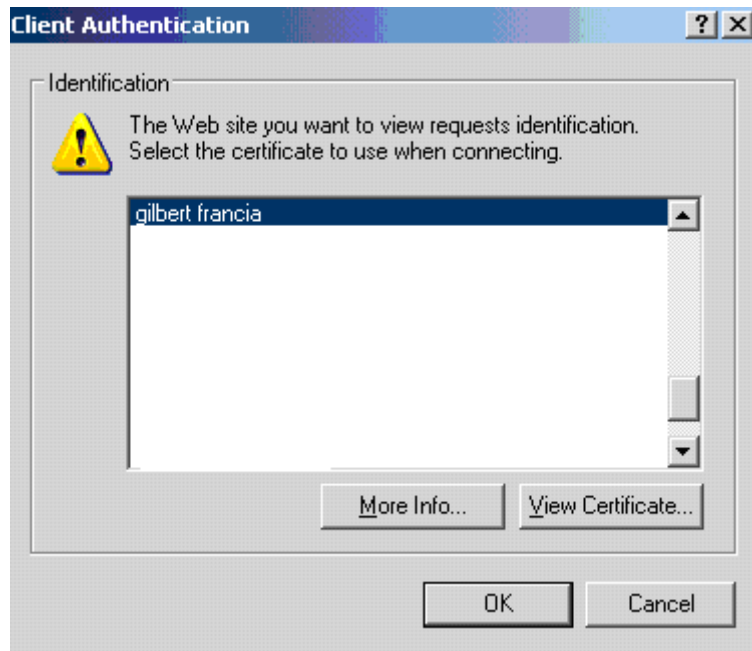 Client Authentication
Identification
The Web site you want to view requests identification.
Select the certificate to use when connecting.
gilbert francia
More Info...
View Certificate...
OK
Cancel